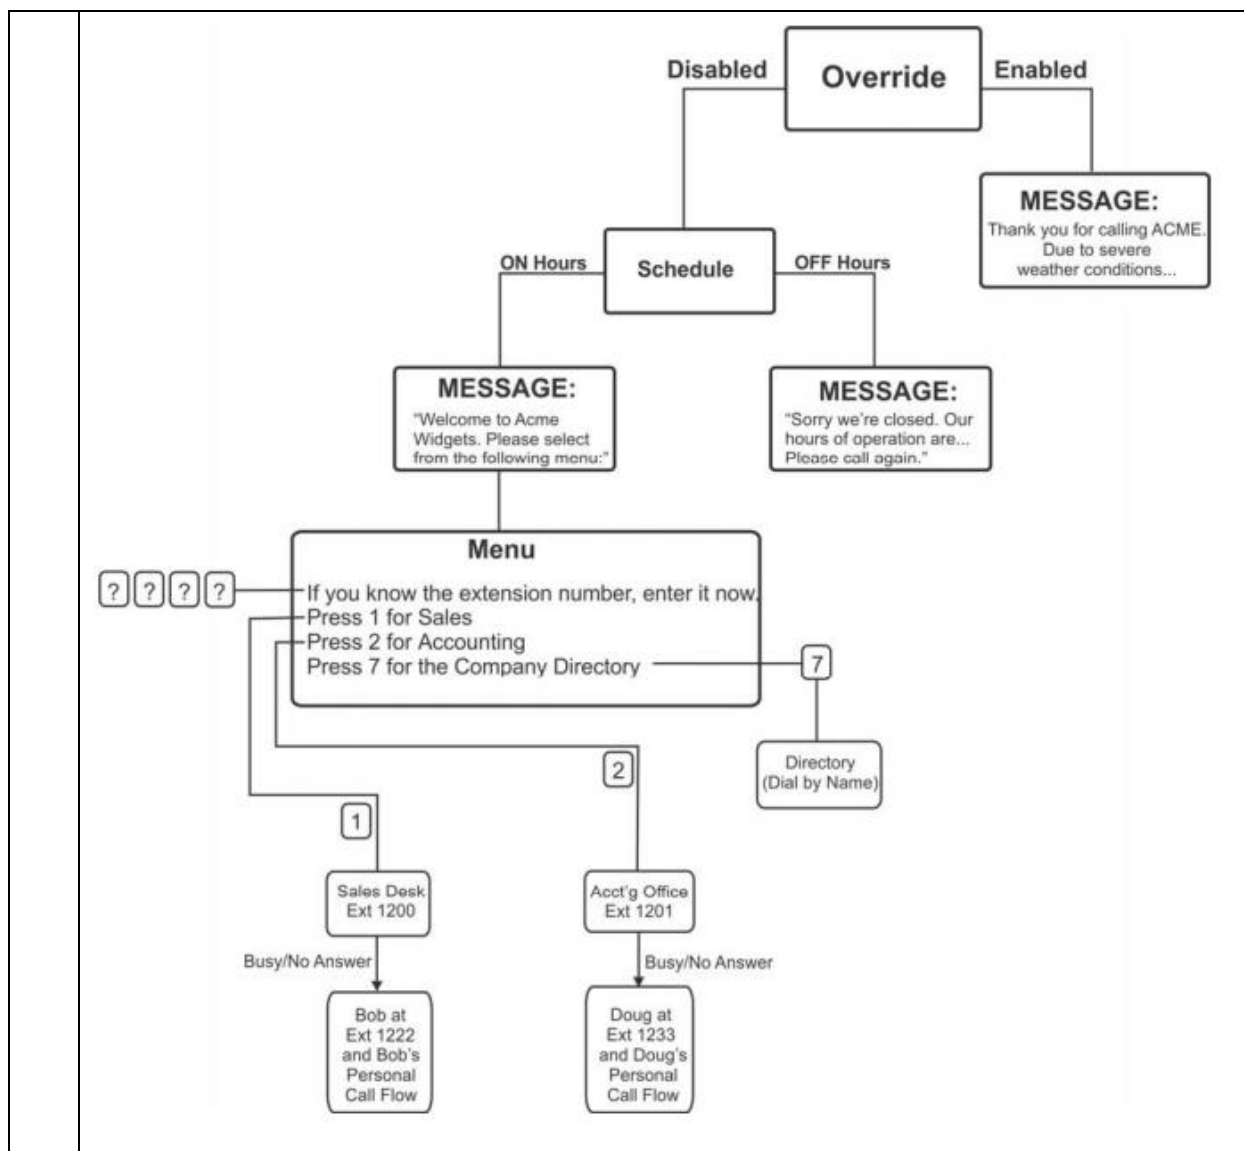 Disabled
Override
Enabled
MESSAGE:
Thank you for calling ACME.
Due to severe
weather conditions...
ON Hours
Schedule
OFF Hours
MESSAGE:
“Welcome to Acme
Widgets. Please select
from the following menu:”
MESSAGE:
“Sorry we’re closed. Our
hours of operation are...
Please call again.”
Menu
? ? ? ?
If you know the extension number, enter it now.
Press 1 for Sales
Press 2 for Accounting
Press 7 for the Company Directory
7
Directory
(Dial by Name)
2
1
Sales Desk
Ext 1200
Acct’g Office
Ext 1201
Busy/No Answer
Busy/No Answer
Bob at
Ext 1222
and Bob’s
Personal
Call Flow
Doug at
Ext 1233
and Doug’s
Personal
Call Flow